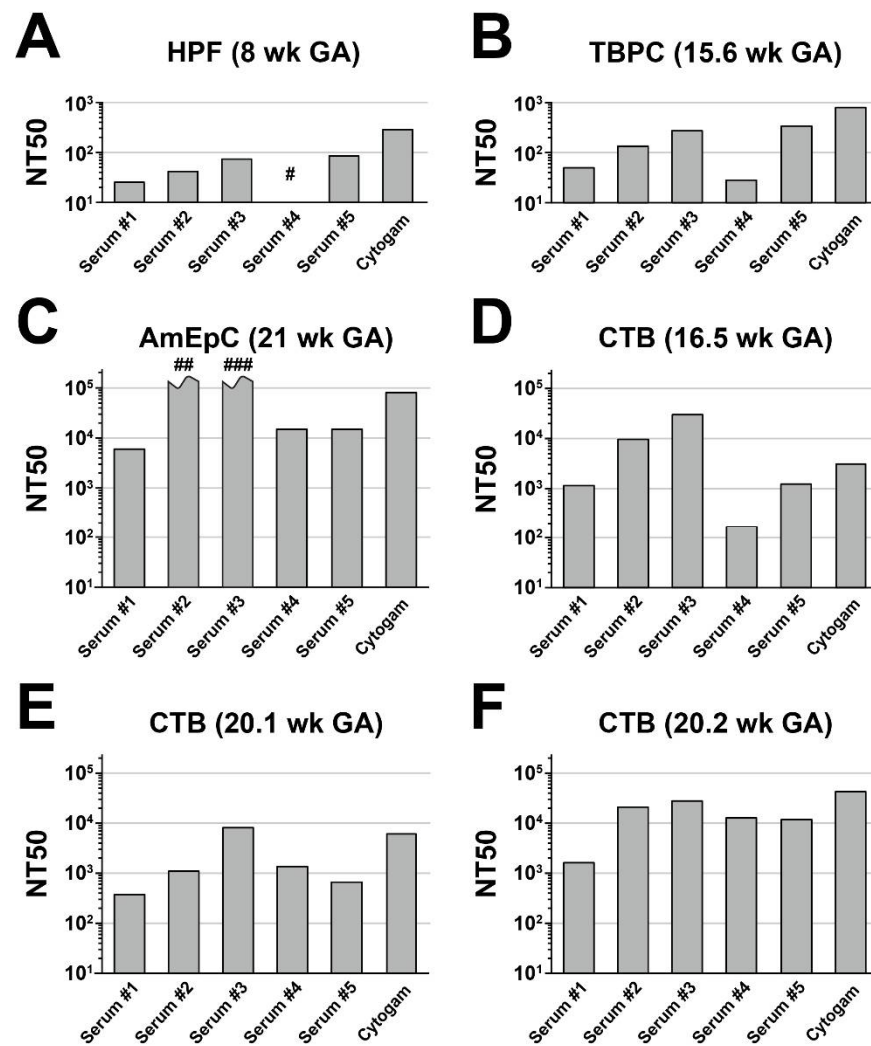 A
HPF (8 wk GA)
NT50
10³
10²
10¹
#
Serum #1
Serum #2
Serum #3
Serum #4
Serum #5
Cytogam
B
TBPC (15.6 wk GA)
NT50
10³
10²
10¹
Serum #1
Serum #2
Serum #3
Serum #4
Serum #5
Cytogam
C
AmEpC (21 wk GA)
## ###
NT50
10⁵
10⁴
10³
10²
10¹
Serum #1
Serum #2
Serum #3
Serum #4
Serum #5
Cytogam
D
CTB (16.5 wk GA)
NT50
10⁵
10⁴
10³
10²
10¹
Serum #1
Serum #2
Serum #3
Serum #4
Serum #5
Cytogam
E
CTB (20.1 wk GA)
NT50
10⁵
10⁴
10³
10²
10¹
Serum #1
Serum #2
Serum #3
Serum #4
Serum #5
Cytogam
F
CTB (20.2 wk GA)
NT50
10⁵
10⁴
10³
10²
10¹
Serum #1
Serum #2
Serum #3
Serum #4
Serum #5
Cytogam